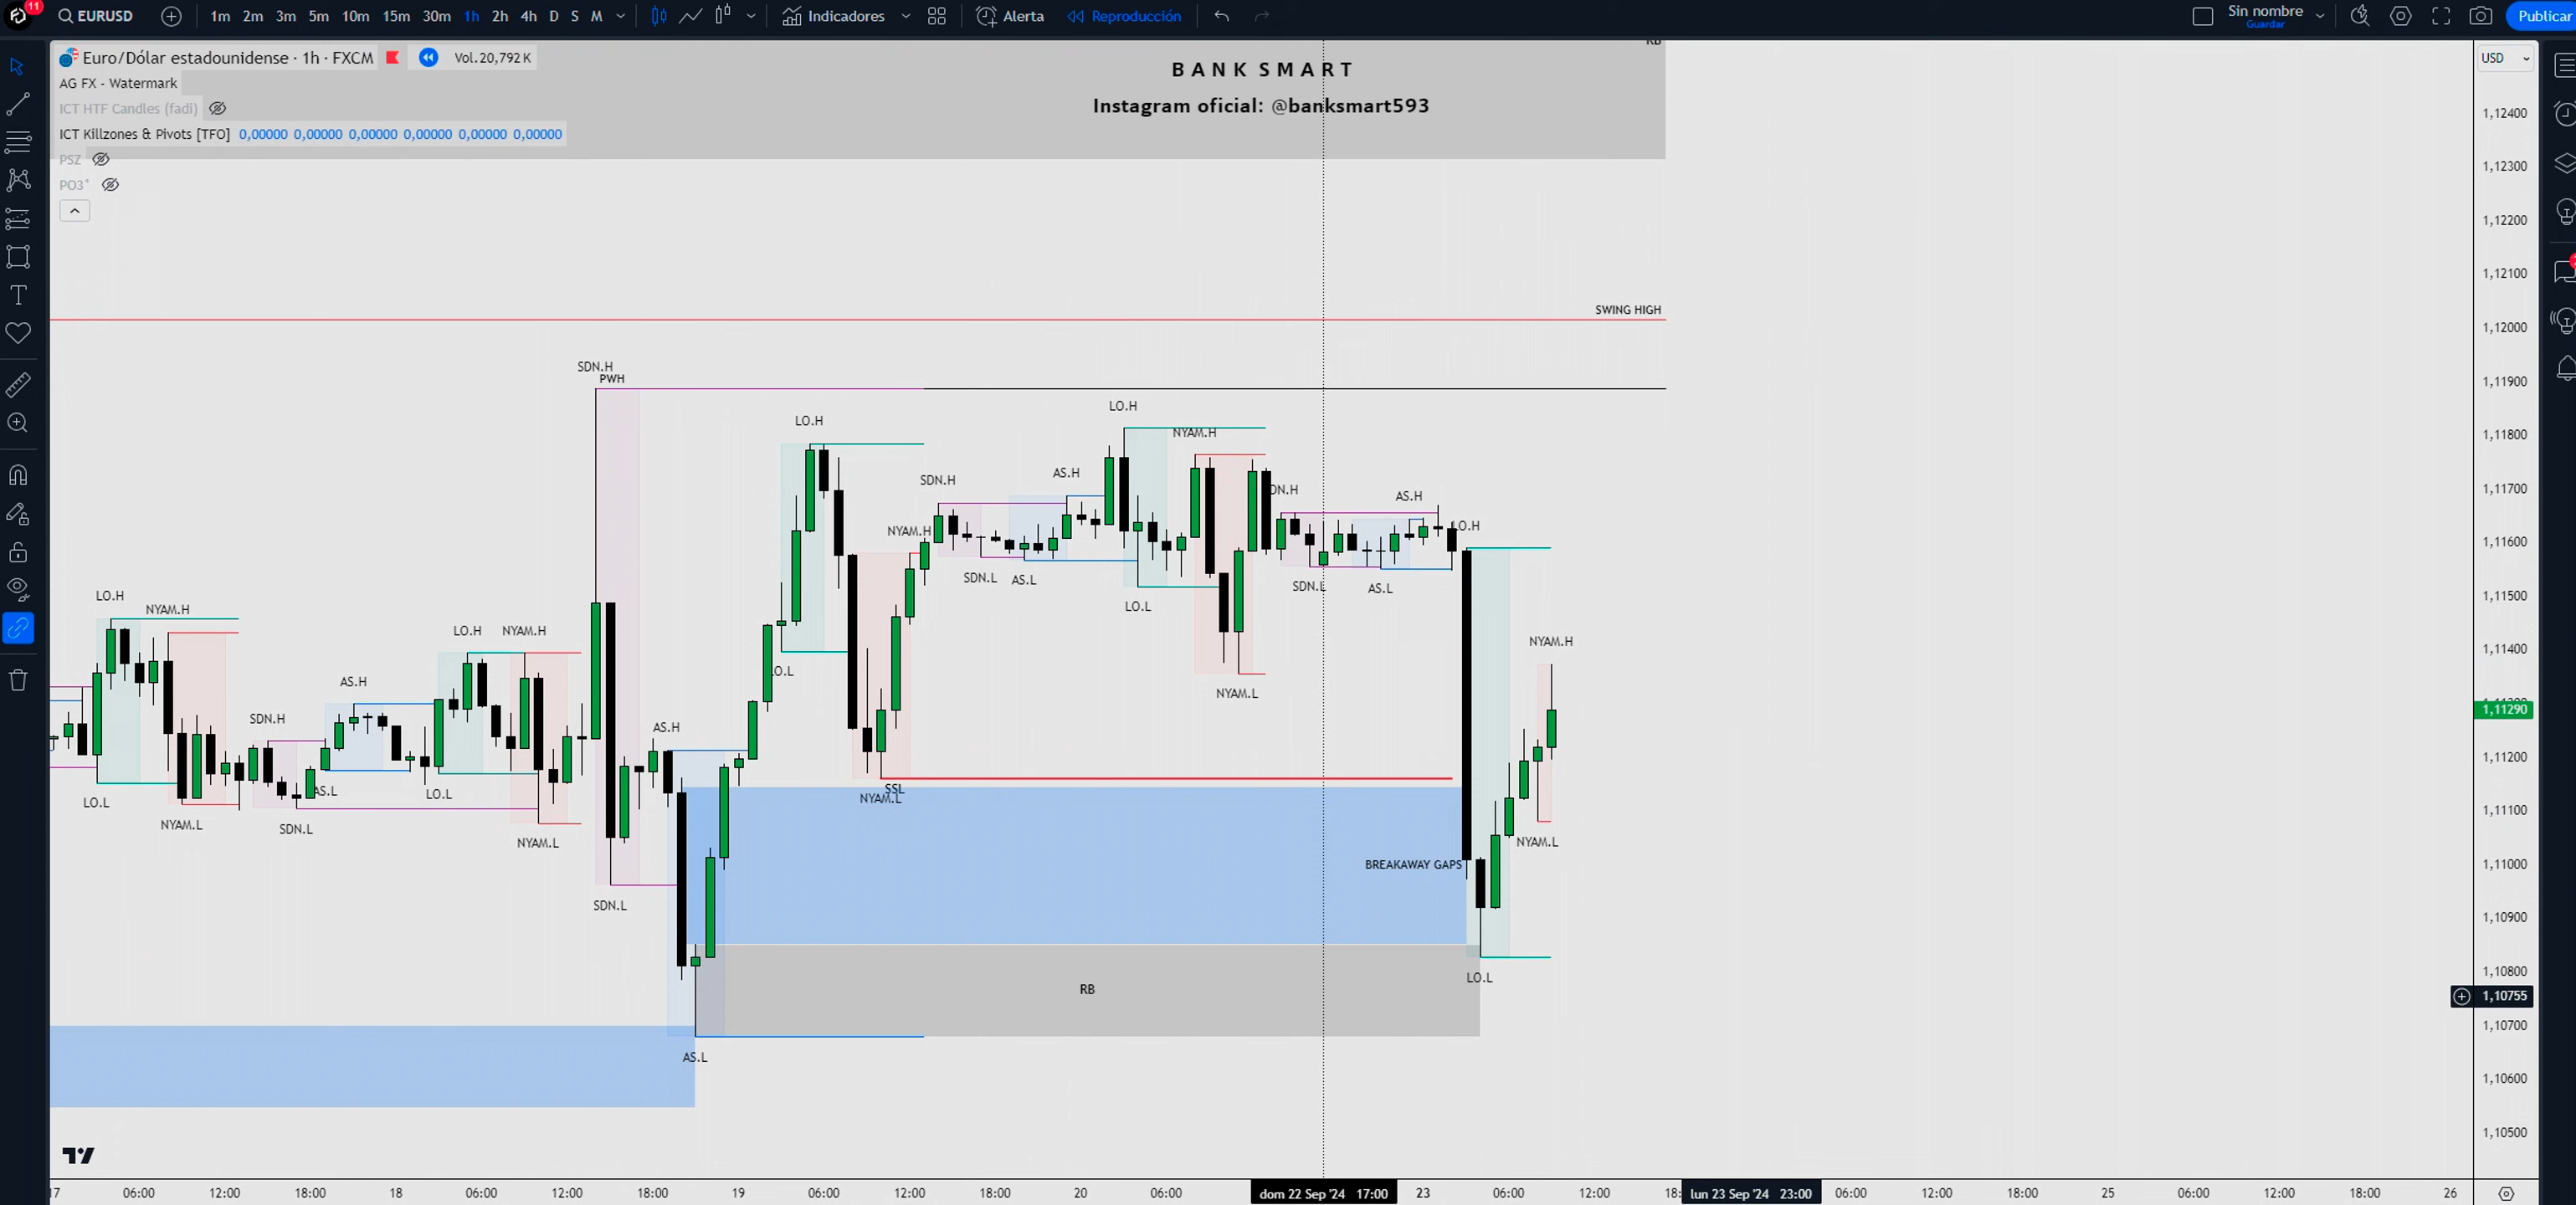 11
EURUSD 1m 2m 3m 5m 10m 15m 30m 1h 2h 4h D S M Indicadores Alerta Reproducción Sin nombre Publicar
Guardar
Euro/Dólar estadounidense · 1h · FXCM Vol. 20,792 K
RB
USD
BANK SMART
AG FX - Watermark
ICT HTF Candles (fadi)
Instagram oficial: @banksmart593
ICT Killzones & Pivots [TFO] 0,00000 0,00000 0,00000 0,00000 0,00000 0,00000
PSZ
PO3*
1,12400
1,12300
1,12200
1,12100
SWING HIGH
1,12000
SDN.H
PWH
1,11900
LO.H
LO.H
NYAM.H
1,11800
AS.H
SDN.H
DN.H
AS.H
1,11700
NYAM.H
LO.H
1,11600
SDN.L
AS.L
SDN.L
AS.L
LO.H
LO.L
1,11500
NYAM.H
LO.H
NYAM.H
NYAM.H
1,11400
O.L
AS.H
NYAM.L
SDN.H
AS.H
1,11290
1,11200
AS.L
LO.L
SSL
NYAM.L
LO.L
1,11100
NYAM.L
SDN.L
NYAM.L
NYAM.L
BREAKAWAY GAPS
1,11000
SDN.L
1,10900
LO.L
1,10800
RB
1,10755
1,10700
AS.L
1,10600
1,10500
17 06:00 12:00 18:00 18 06:00 12:00 18:00 19 06:00 12:00 18:00 20 06:00 dom 22 Sep '24 17:00 23 06:00 12:00 18: lun 23 Sep '24 23:00 06:00 12:00 18:00 25 06:00 12:00 18:00 26